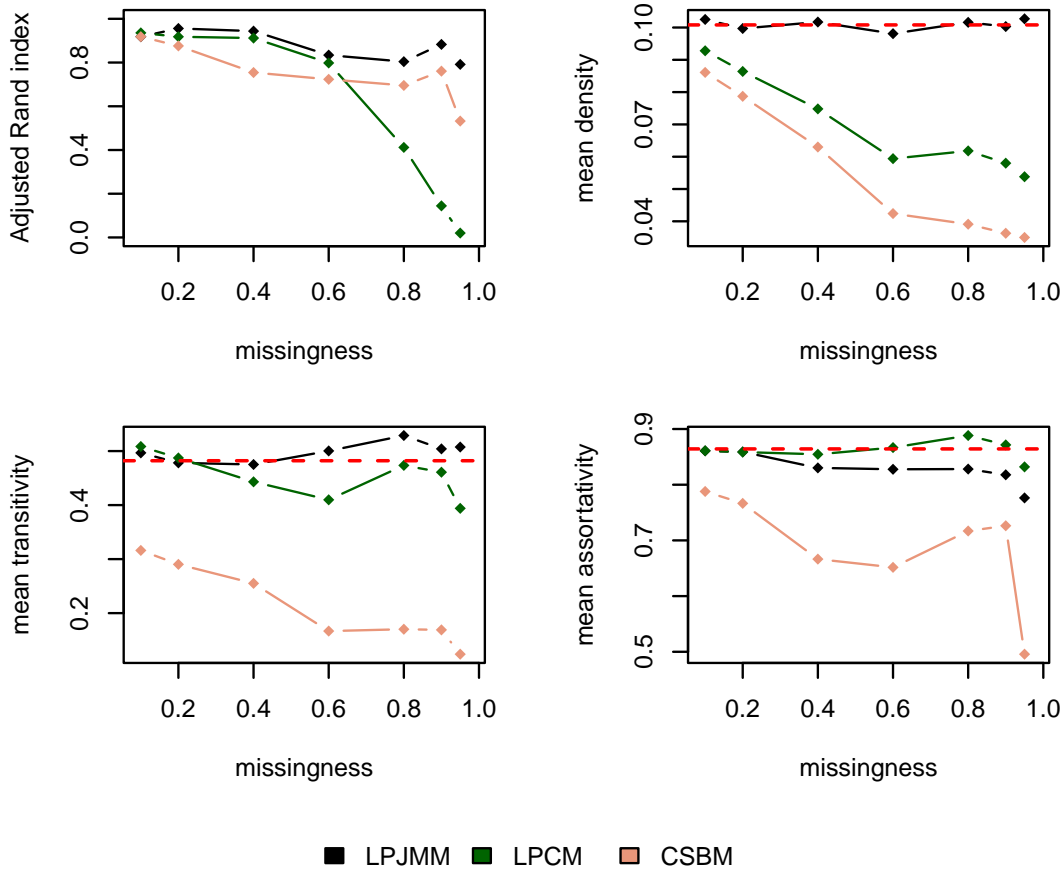 Adjusted Rand index
0.0 0.4 0.8
0.2 0.4 0.6 0.8 1.0
missingness
mean density
0.04 0.07 0.10
0.2 0.4 0.6 0.8 1.0
missingness
mean transitivity
0.2 0.4
0.2 0.4 0.6 0.8 1.0
missingness
mean assortativity
0.5 0.7 0.9
0.2 0.4 0.6 0.8 1.0
missingness
LPJMM LPCM CSBM